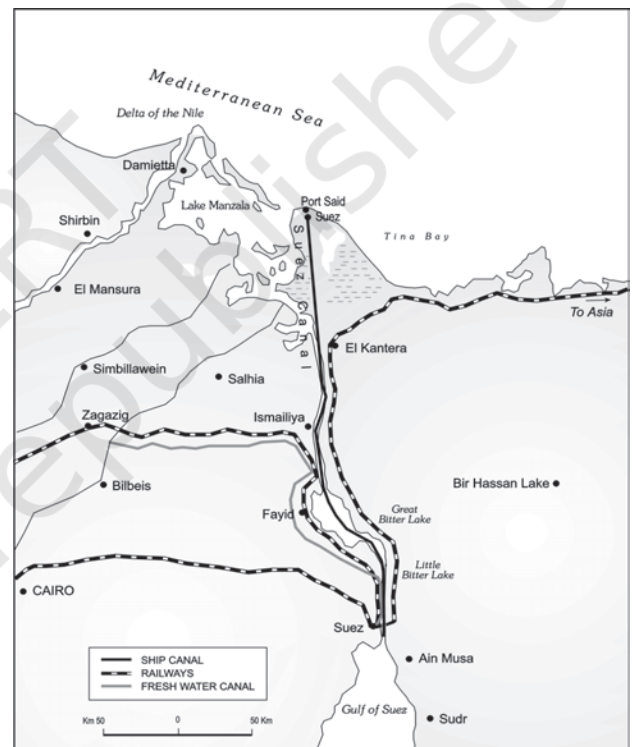 Mediterranean Sea
Delta of the Nile
Damietta
Lake Manzala
Port Said
Suez
Shirbin
Tina Bay
Suez Canal
El Mansura
To Asia
El Kantera
Simbillawein
Salhia
Zagazig
Ismailiya
Bilbeis
Bir Hassan Lake
Fayid
Great
Bitter Lake
Little
Bitter Lake
CAIRO
Suez
SHIP CANAL
RAILWAYS
FRESH WATER CANAL
Ain Musa
Km 50 0 50 Km
Gulf of Suez
Sudr